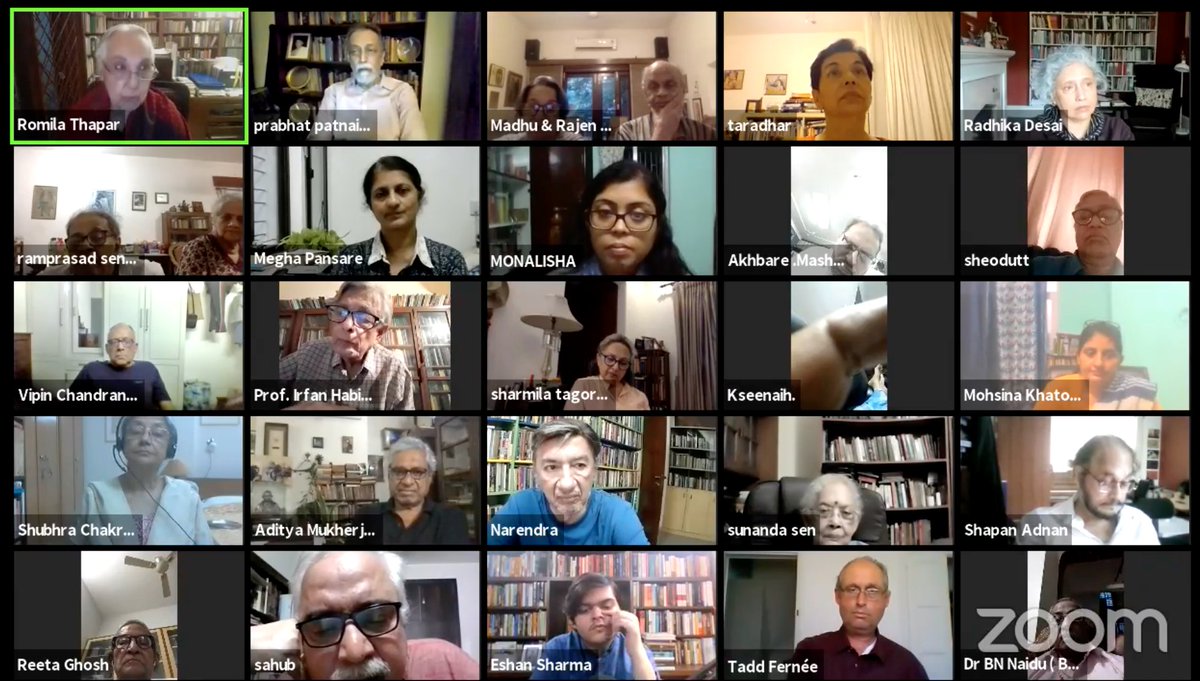 Romila Thapar
prabhat patnai...
Madhu & Rajen ...
taradhar
Radhika Desai
ramprasad sen...
Megha Pansare
MONALISHA
Akhbare .Mash...
sheodutt
Vipin Chandran...
Prof. Irfan Habi...
sharmila tagor...
Kseenaih.
Mohsina Khato...
Shubhra Chakr...
Aditya Mukherj...
Narendra
sunanda sen
Shapan Adnan
Reeta Ghosh
sahub
Eshan Sharma
Tadd Fernée
Dr BN Naidu ( B...
zoom